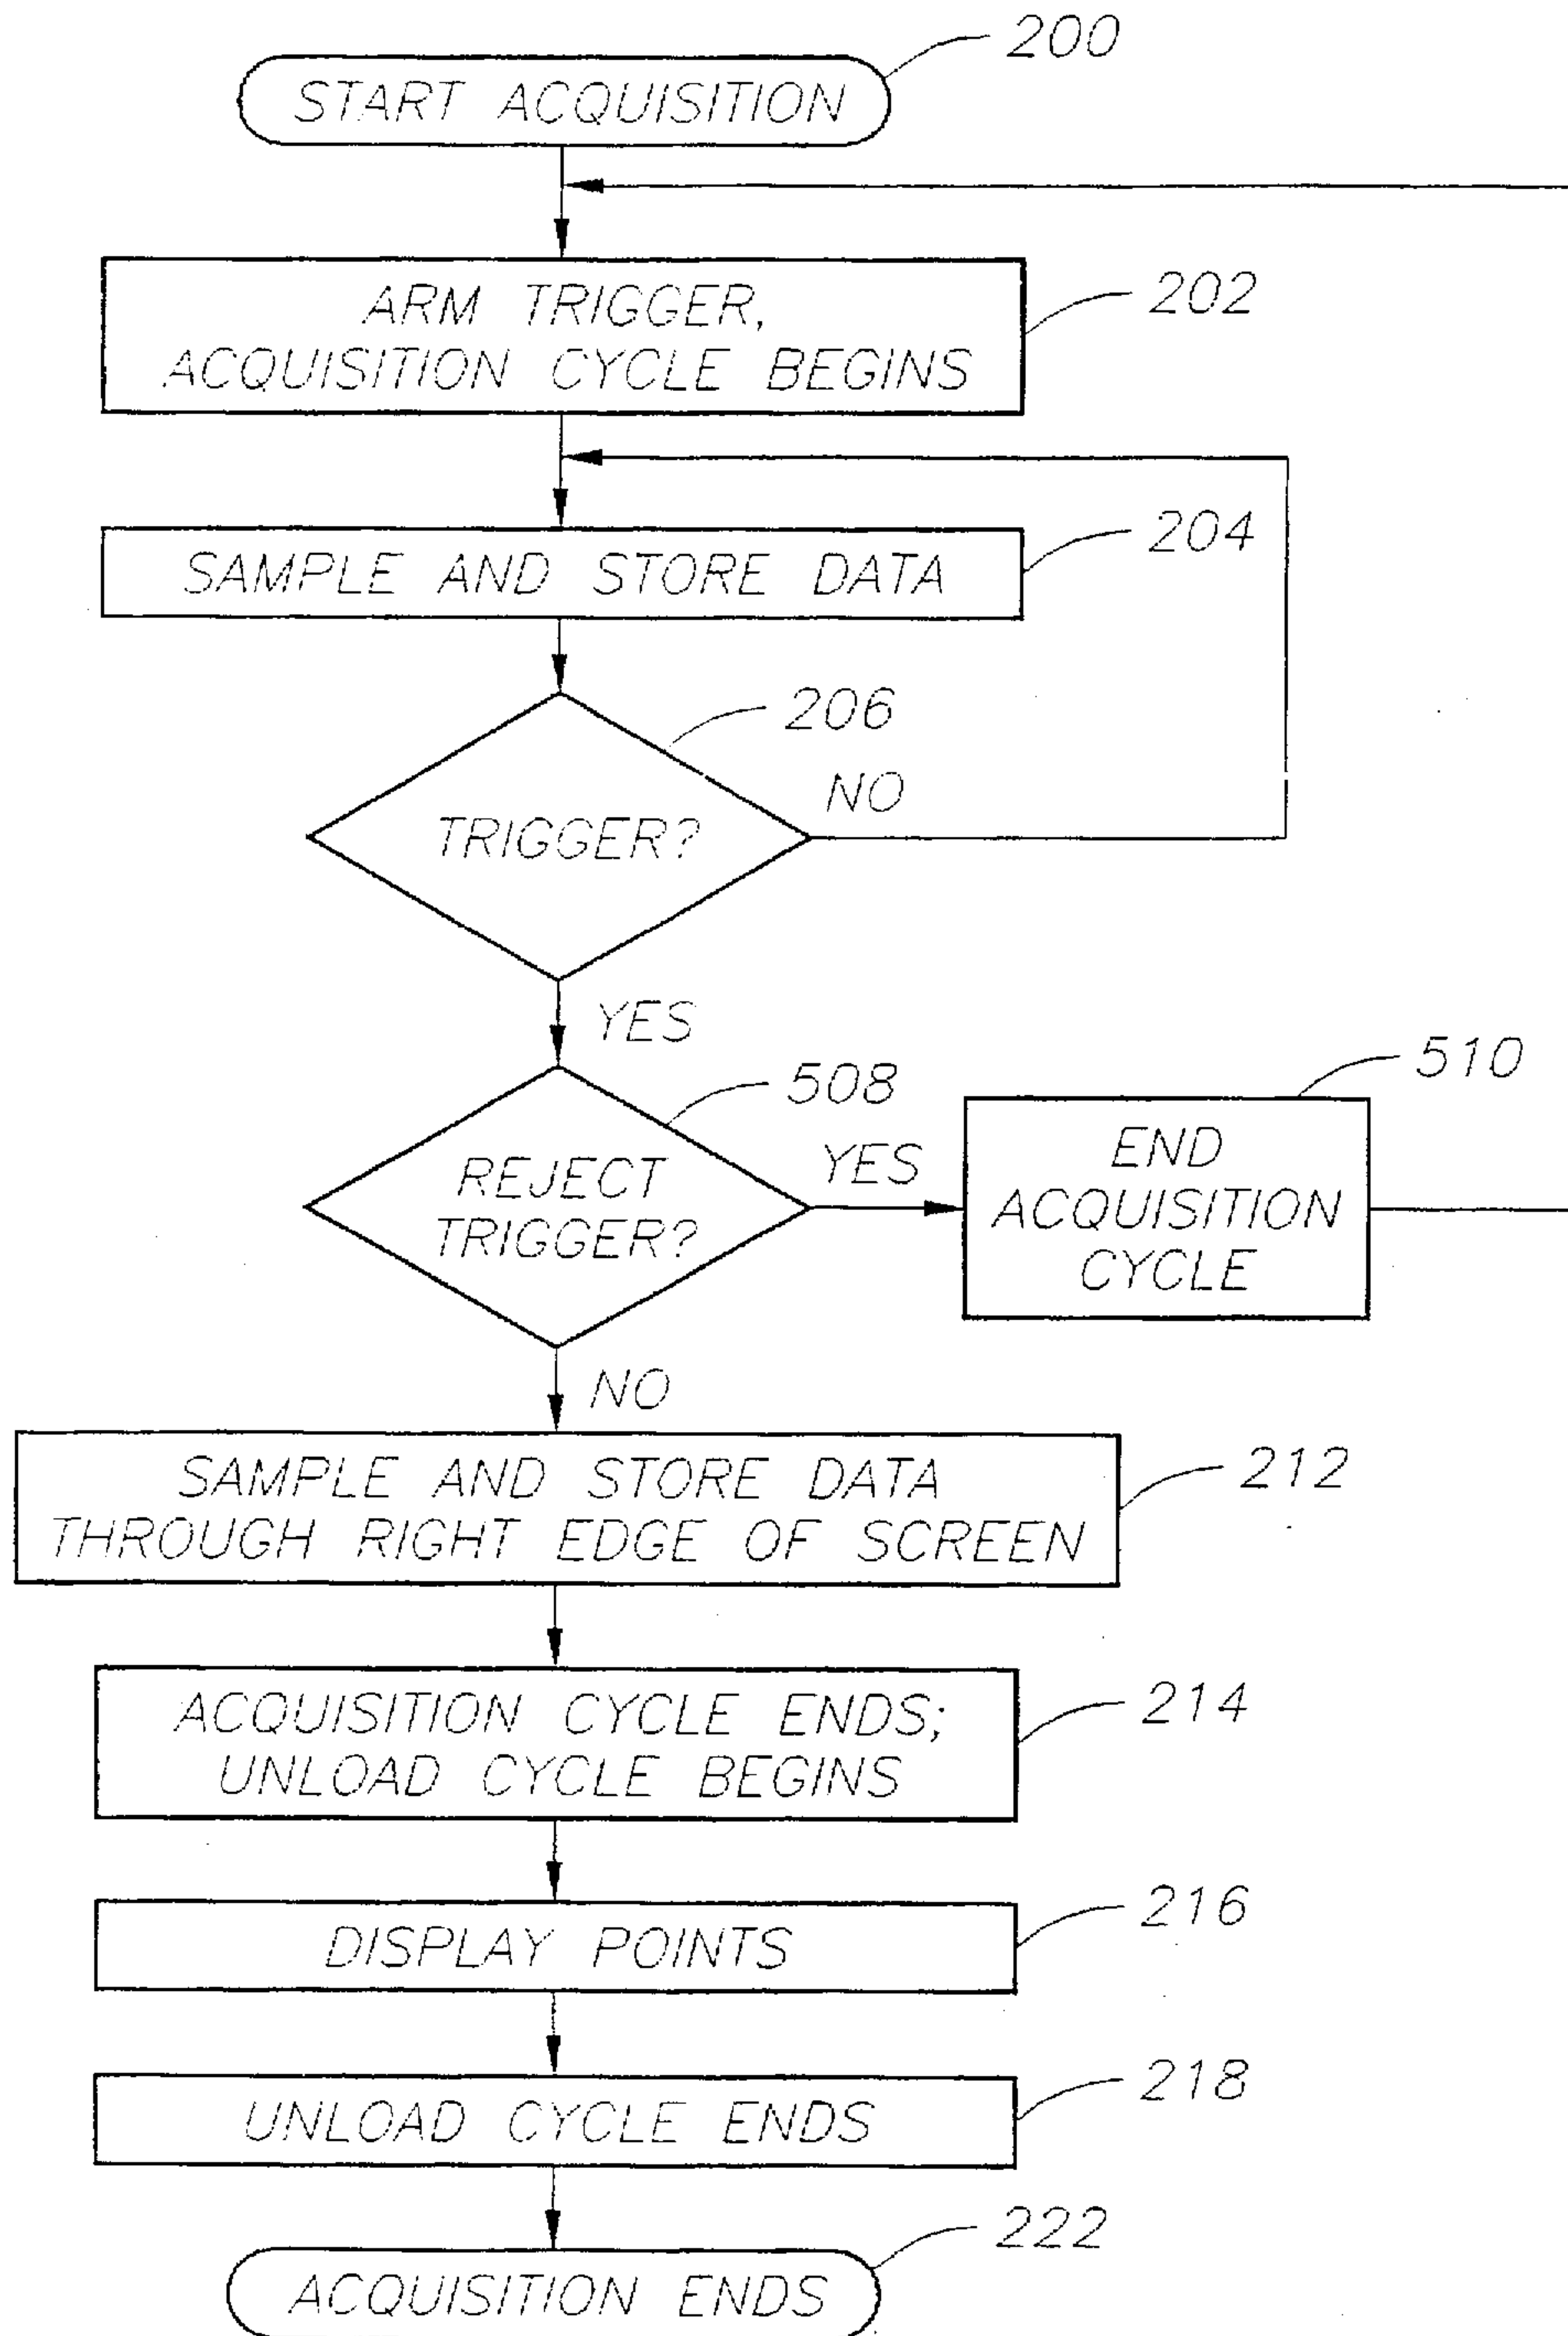 200
START ACQUISITION
202
ARM TRIGGER,
ACQUISITION CYCLE BEGINS
204
SAMPLE AND STORE DATA
206
NO
TRIGGER?
YES
508
510
YES
REJECT
TRIGGER?
END
ACQUISITION
CYCLE
NO
212
SAMPLE AND STORE DATA
THROUGH RIGHT EDGE OF SCREEN
214
ACQUISITION CYCLE ENDS;
UNLOAD CYCLE BEGINS
216
DISPLAY POINTS
218
UNLOAD CYCLE ENDS
222
ACQUISITION ENDS